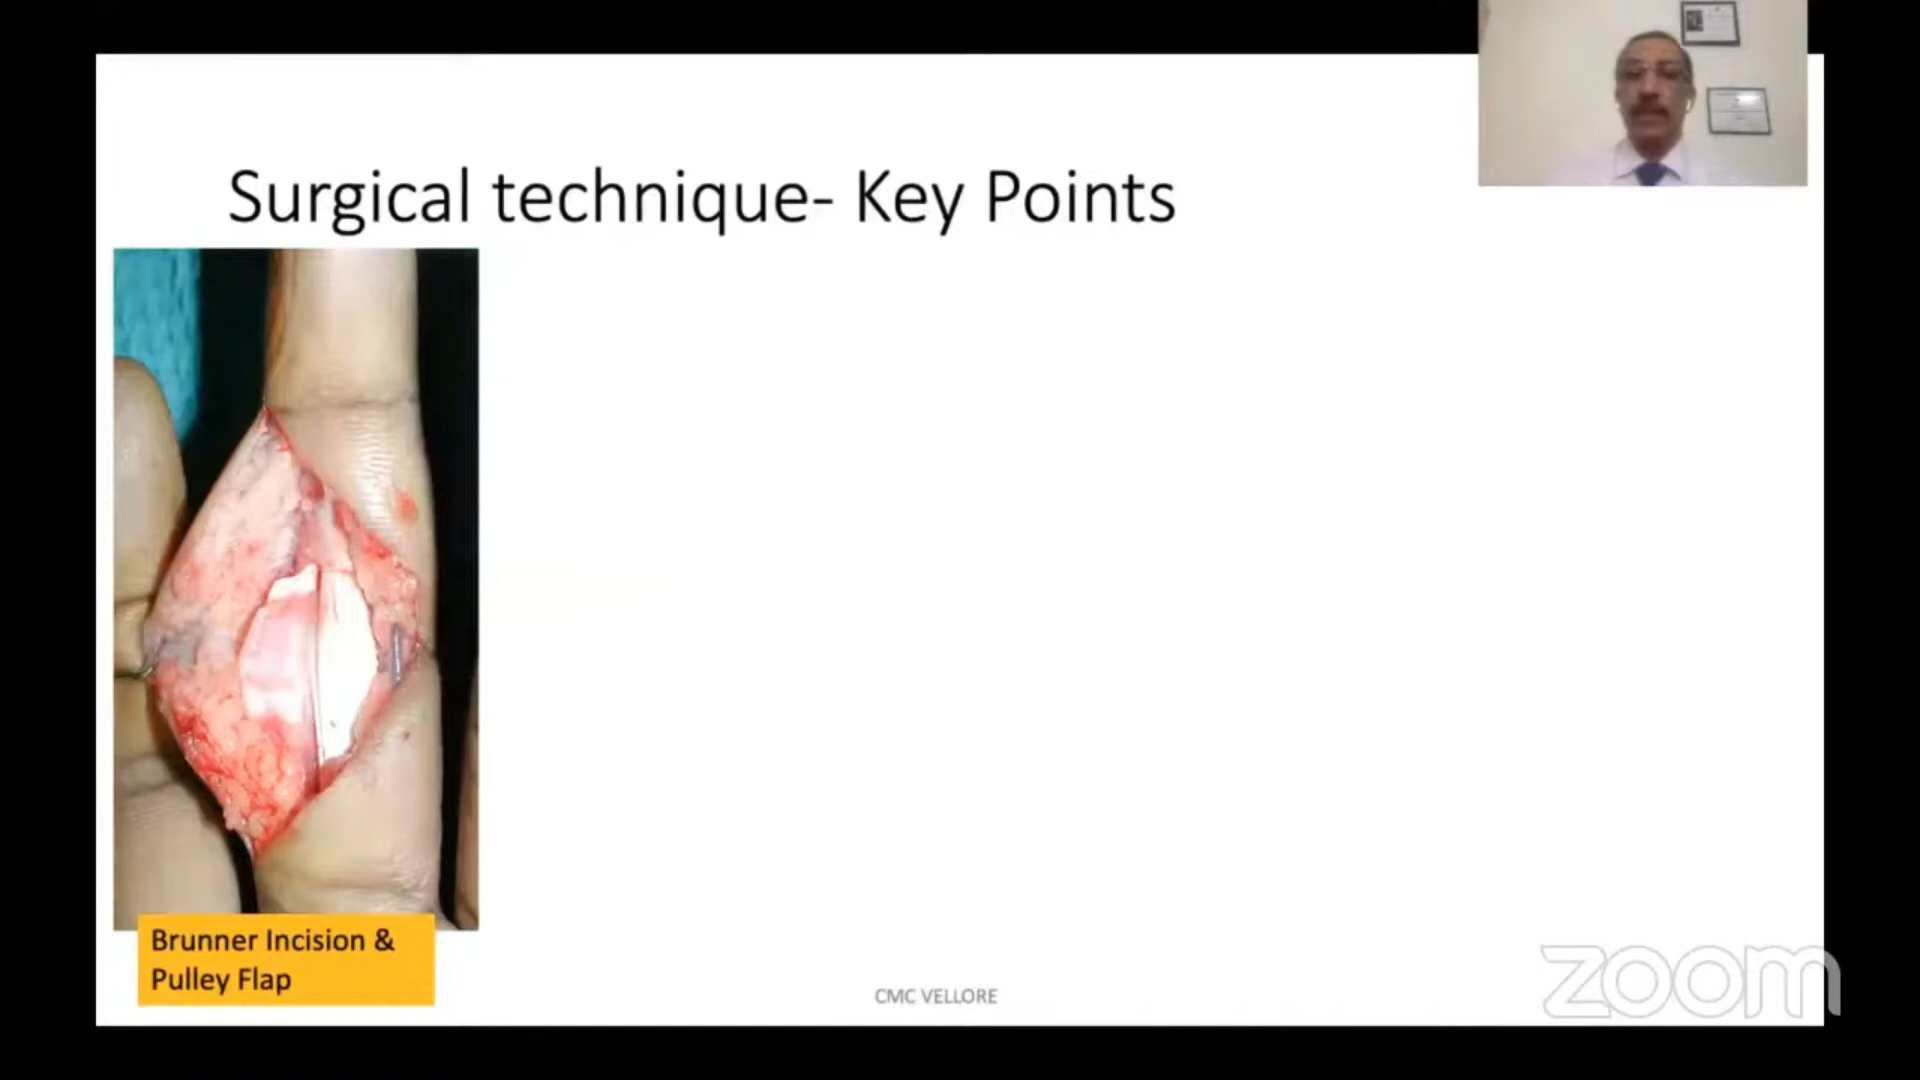 Surgical technique- Key Points
Brunner Incision &
Pulley Flap
CMC VELLORE
zoom